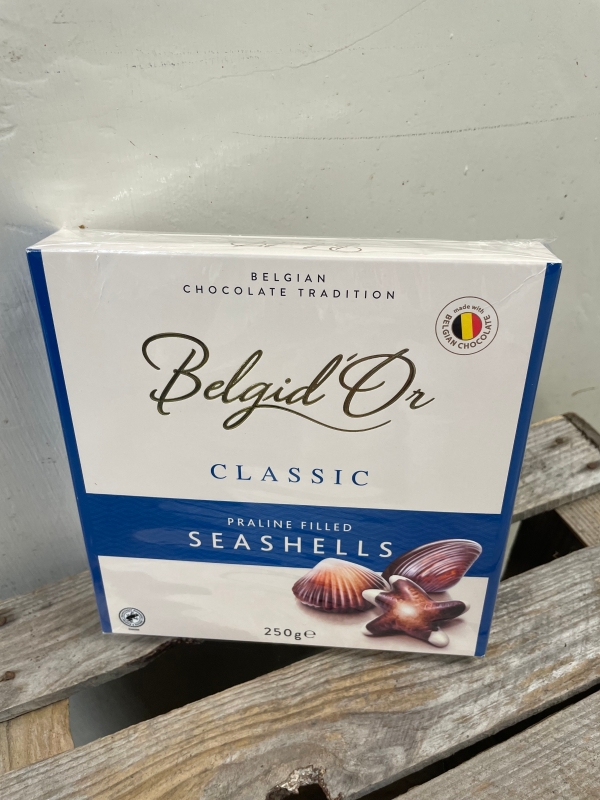 BELGIAN
CHOCOLATE TRADITION
made with
BELGIAN CHOCOLATE
Belgid'Or
CLASSIC
PRALINE FILLED
SEASHELLS
250g℮